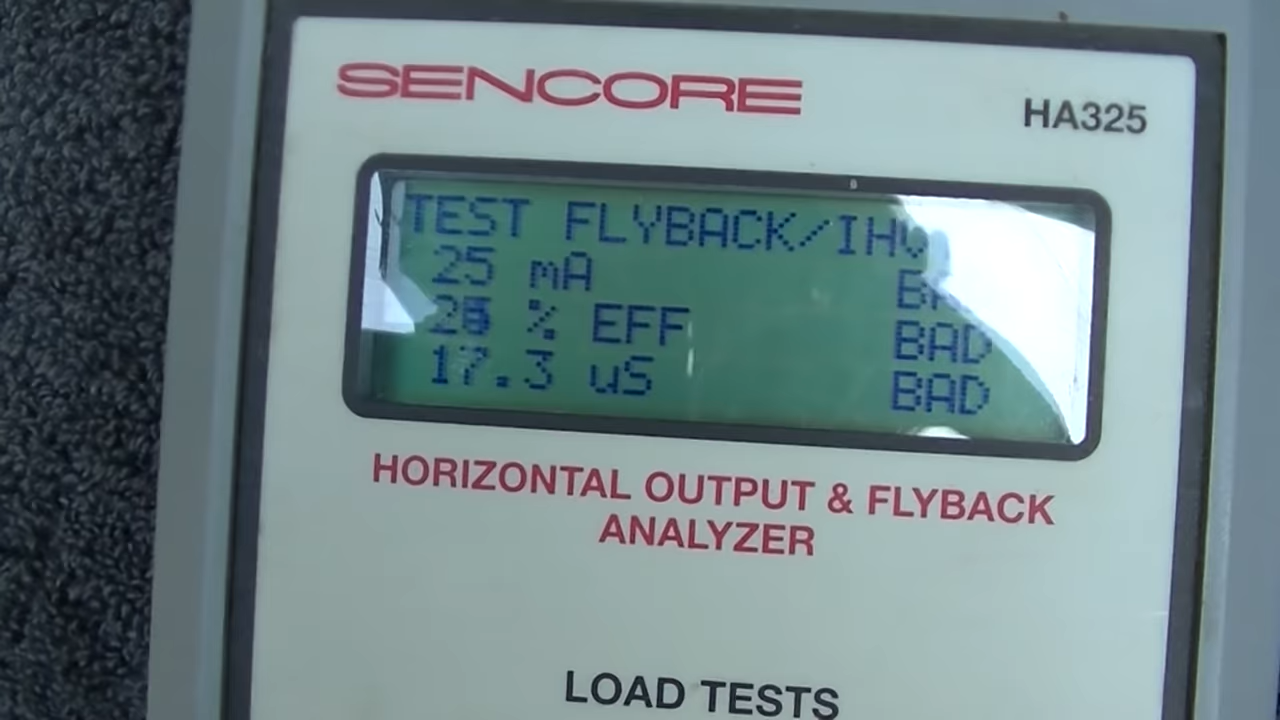 SENCORE
HA325
TEST FLYBACK/IHV
25 mA BAD
% EFF BAD
17.3 uS BAD
HORIZONTAL OUTPUT & FLYBACK
ANALYZER
LOAD TESTS